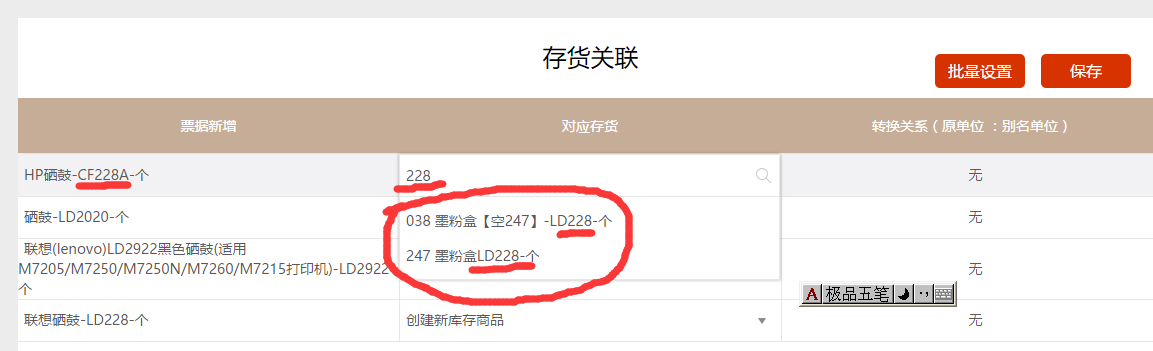 存货关联
批量设置
保存
票据新增
对应存货
转换关系（原单位 ：别名单位）
HP硒鼓-CF228A-个
228
无
038 墨粉盒【空247】-LD228-个
247 墨粉盒LD228-个
硒鼓-LD2020-个
无
联想(lenovo)LD2922黑色硒鼓(适用
M7205/M7250/M7250N/M7260/M7215打印机)-LD2922
个
无
A 极品五笔
联想硒鼓-LD228-个
创建新库存商品
无